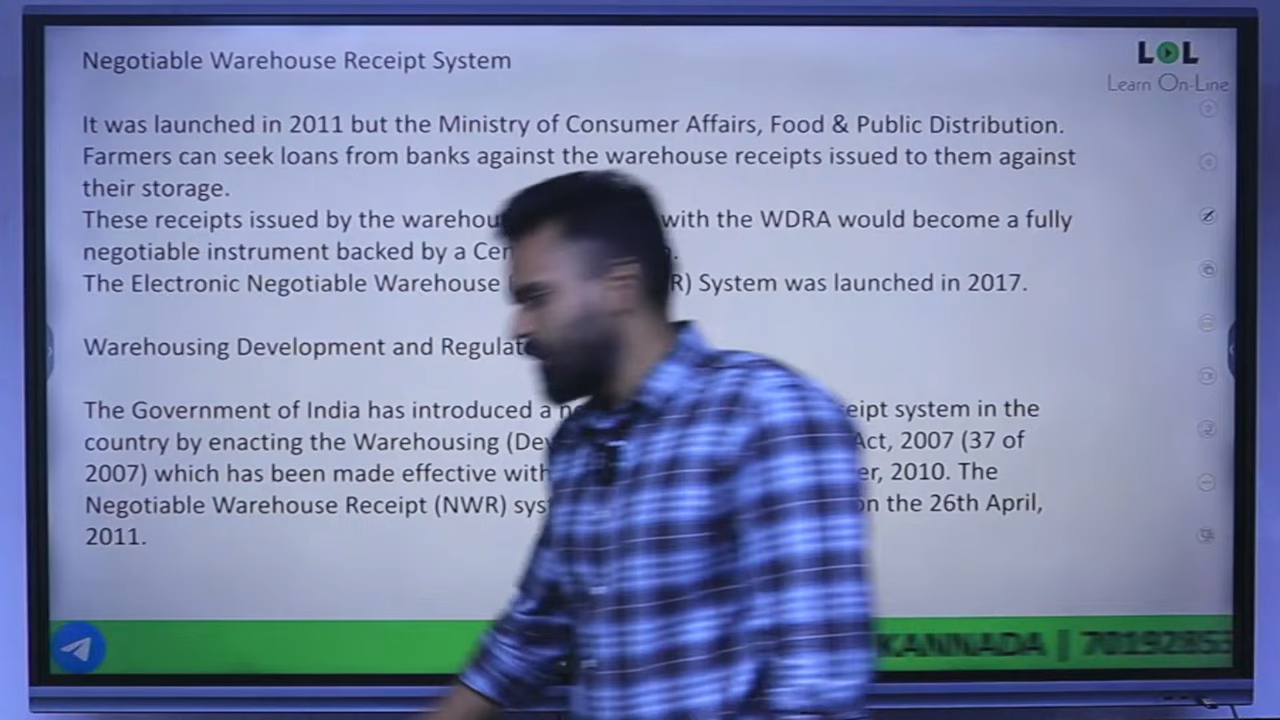 Negotiable Warehouse Receipt System
LOL
Learn On-Line
It was launched in 2011 but the Ministry of Consumer Affairs, Food & Public Distribution.
Farmers can seek loans from banks against the warehouse receipts issued to them against
their storage.
These receipts issued by the with the WDRA would become a fully
negotiable instrument backed by a
The Electronic Negotiable Warehouse System was launched in 2017.
Warehousing Development and
The Government of India has introduced a system in the
country by enacting the Warehousing Act, 2007 (37 of
2007) which has been made effective with 2010. The
Negotiable Warehouse Receipt (NWR) on the 26th April,
2011.
KANNADA |